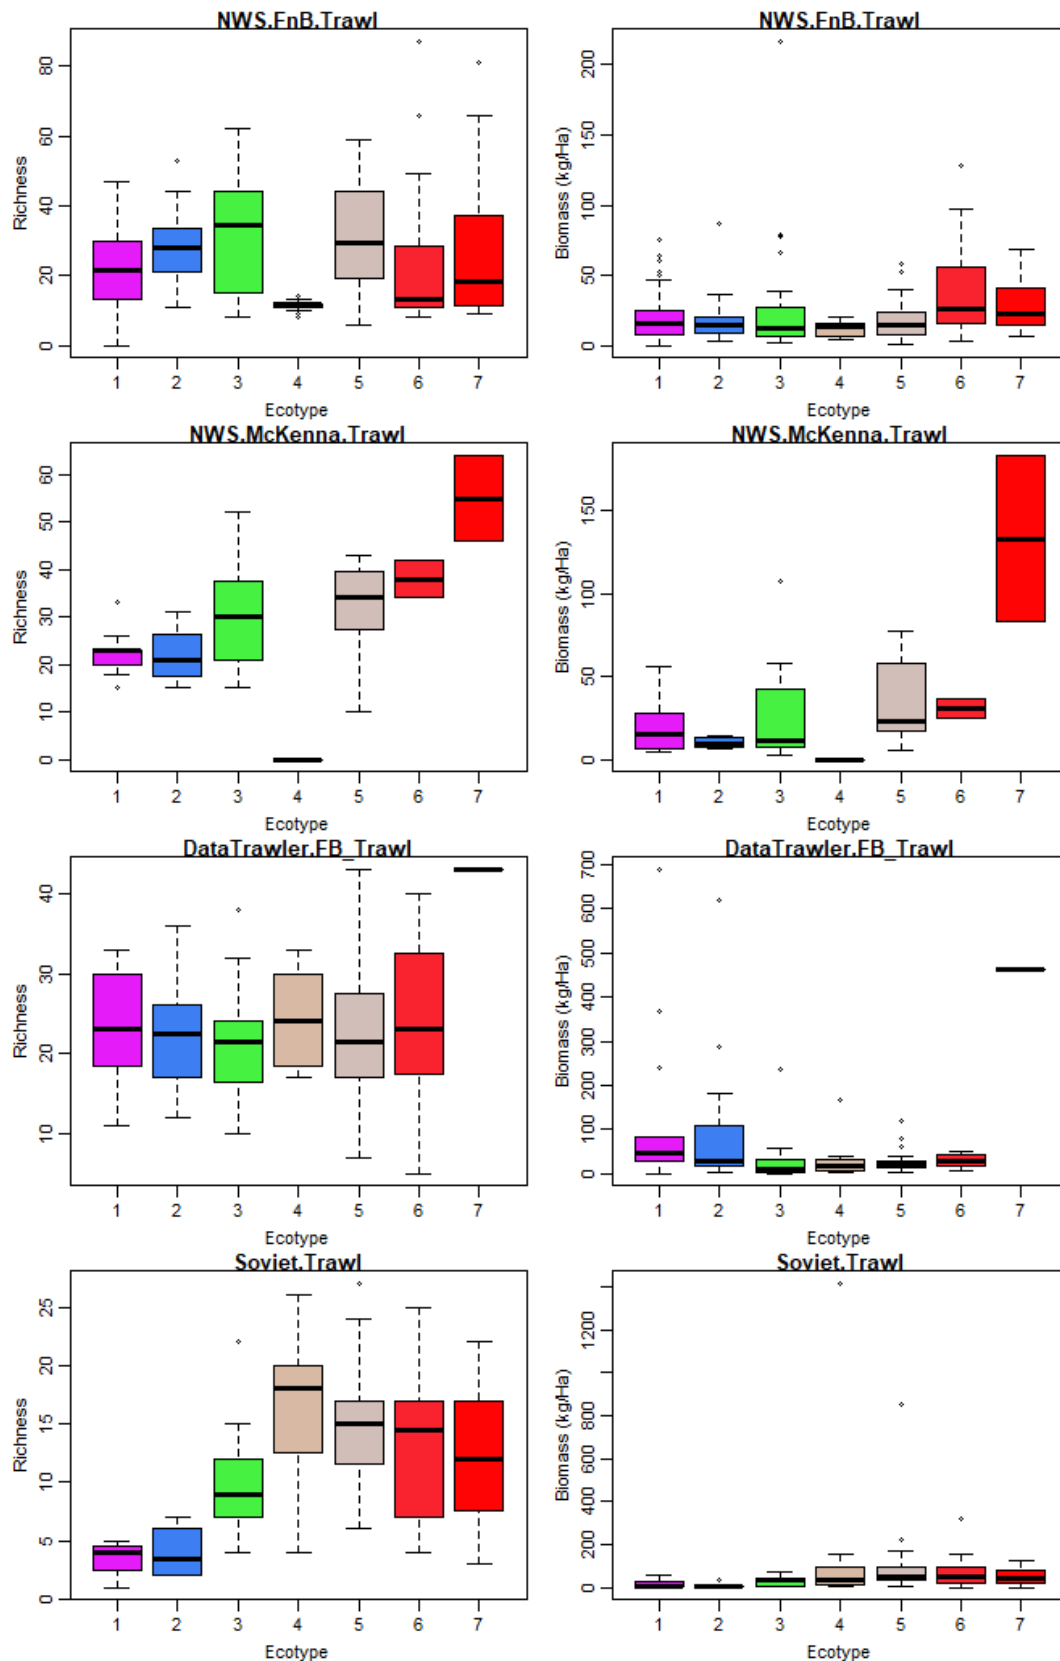 NWS.FnB.Trawl
Richness
0 20 40 60 80
1 2 3 4 5 6 7
Ecotype
NWS.FnB.Trawl
Biomass (kg/Ha)
0 50 100 150 200
1 2 3 4 5 6 7
Ecotype
NWS.McKenna.Trawl
Richness
0 10 20 30 40 50 60
1 2 3 4 5 6 7
Ecotype
NWS.McKenna.Trawl
Biomass (kg/Ha)
0 50 100 150
1 2 3 4 5 6 7
Ecotype
DataTrawler.FB_Trawl
Richness
10 20 30 40
1 2 3 4 5 6 7
Ecotype
DataTrawler.FB_Trawl
Biomass (kg/Ha)
0 100 200 300 400 500 600 700
1 2 3 4 5 6 7
Ecotype
Soviet.Trawl
Richness
0 5 10 15 20 25
1 2 3 4 5 6 7
Ecotype
Soviet.Trawl
Biomass (kg/Ha)
0 200 400 600 800 1200
1 2 3 4 5 6 7
Ecotype